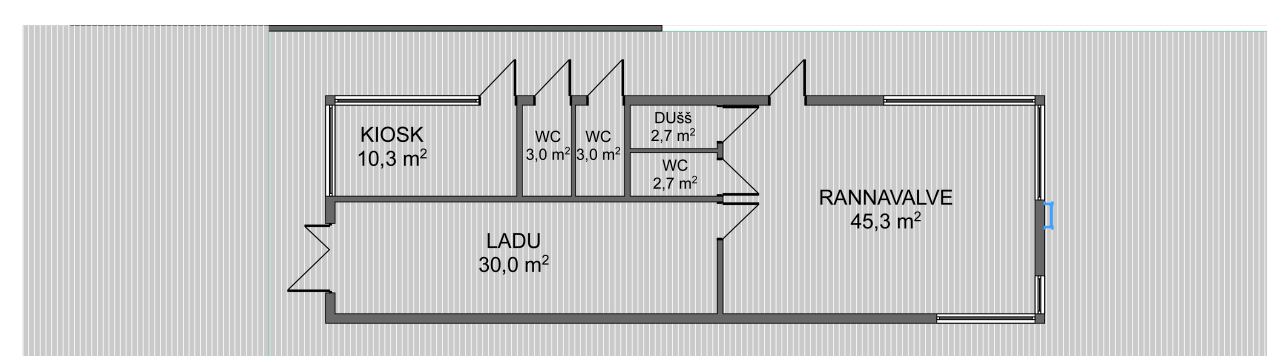 KIOSK
10,3 m²
WC
3,0 m²
WC
3,0 m²
DUšš
2,7 m²
WC
2,7 m²
RANNAVALVE
45,3 m²
LADU
30,0 m²